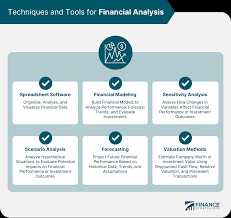 Techniques and Tools for Financial Analysis
Spreadsheet Software
Organize, Analyze, and
Visualize Financial Data
Financial Modeling
Build Financial Models to
Analyze Performance, Forecast
Trends, and Evaluate
Investments
Sensitivity Analysis
Assess How Changes in
Variables Affect Financial
Performance or Investment
Outcomes
Scenario Analysis
Analyze Hypothetical
Situations to Evaluate Potential
Impacts on Financial
Performance or Investment
Outcomes
Forecasting
Project Future Financial
Performance Based on
Historical Data, Trends, and
Assumptions
Valuation Methods
Estimate Company Worth or
Investment Value Using
Discounted Cash Flow, Relative
Valuation, and Precedent
Transactions
FINANCE
STRATEGISTS